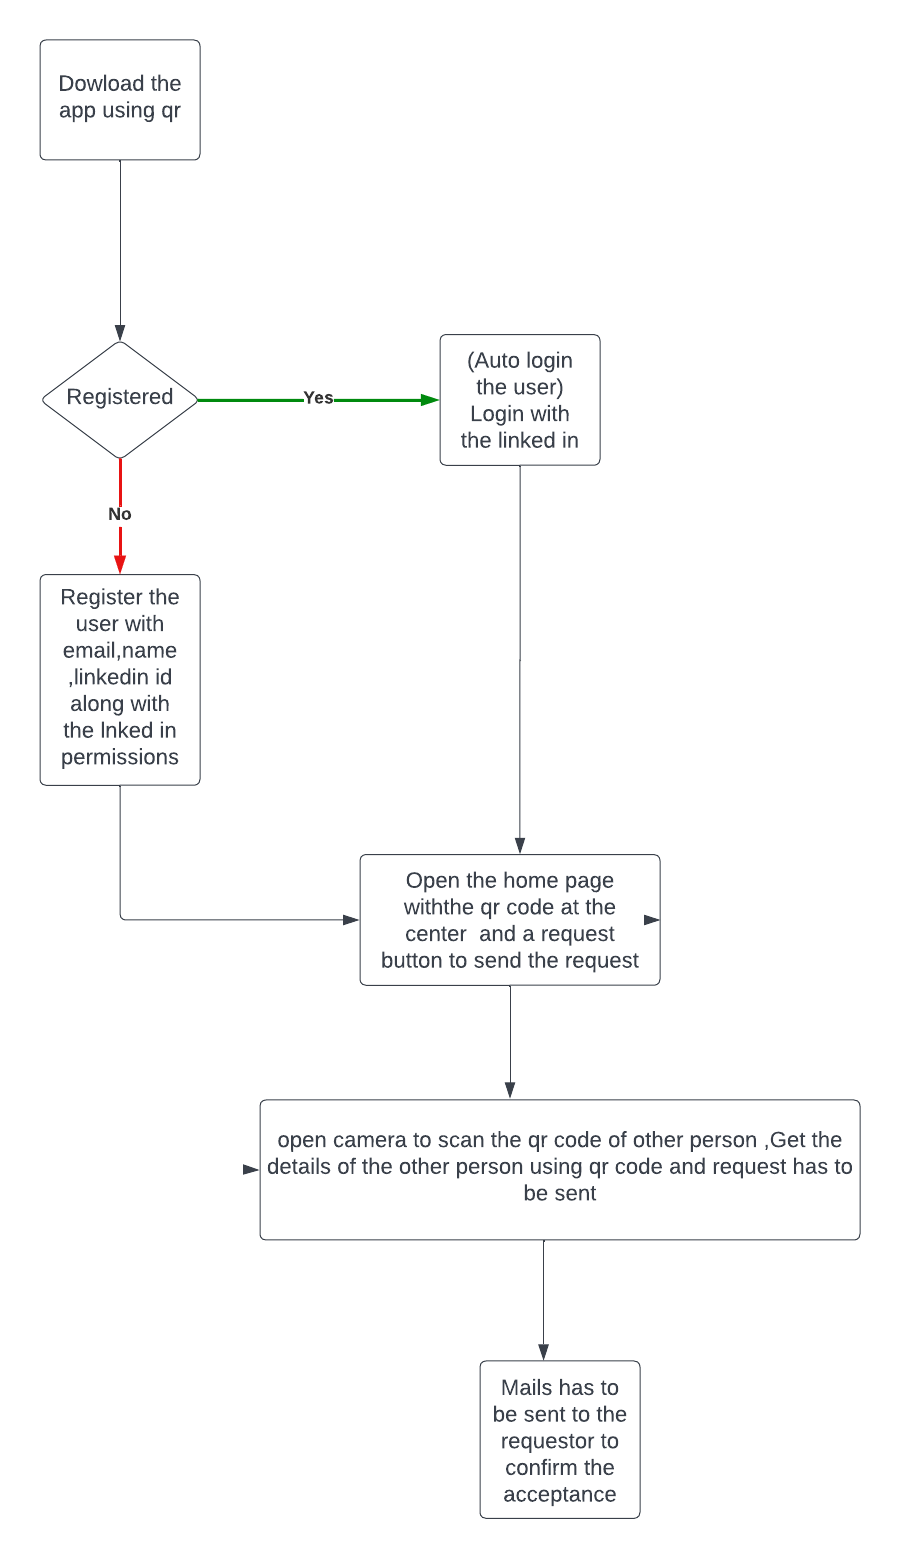 Dowload the
app using qr
Registered
Yes
(Auto login
the user)
Login with
the linked in
No
Register the
user with
email,name
,linkedin id
along with
the lnked in
permissions
Open the home page
withthe qr code at the
center  and a request
button to send the request
open camera to scan the qr code of other person ,Get the
details of the other person using qr code and request has to
be sent
Mails has to
be sent to the
requestor to
confirm the
acceptance